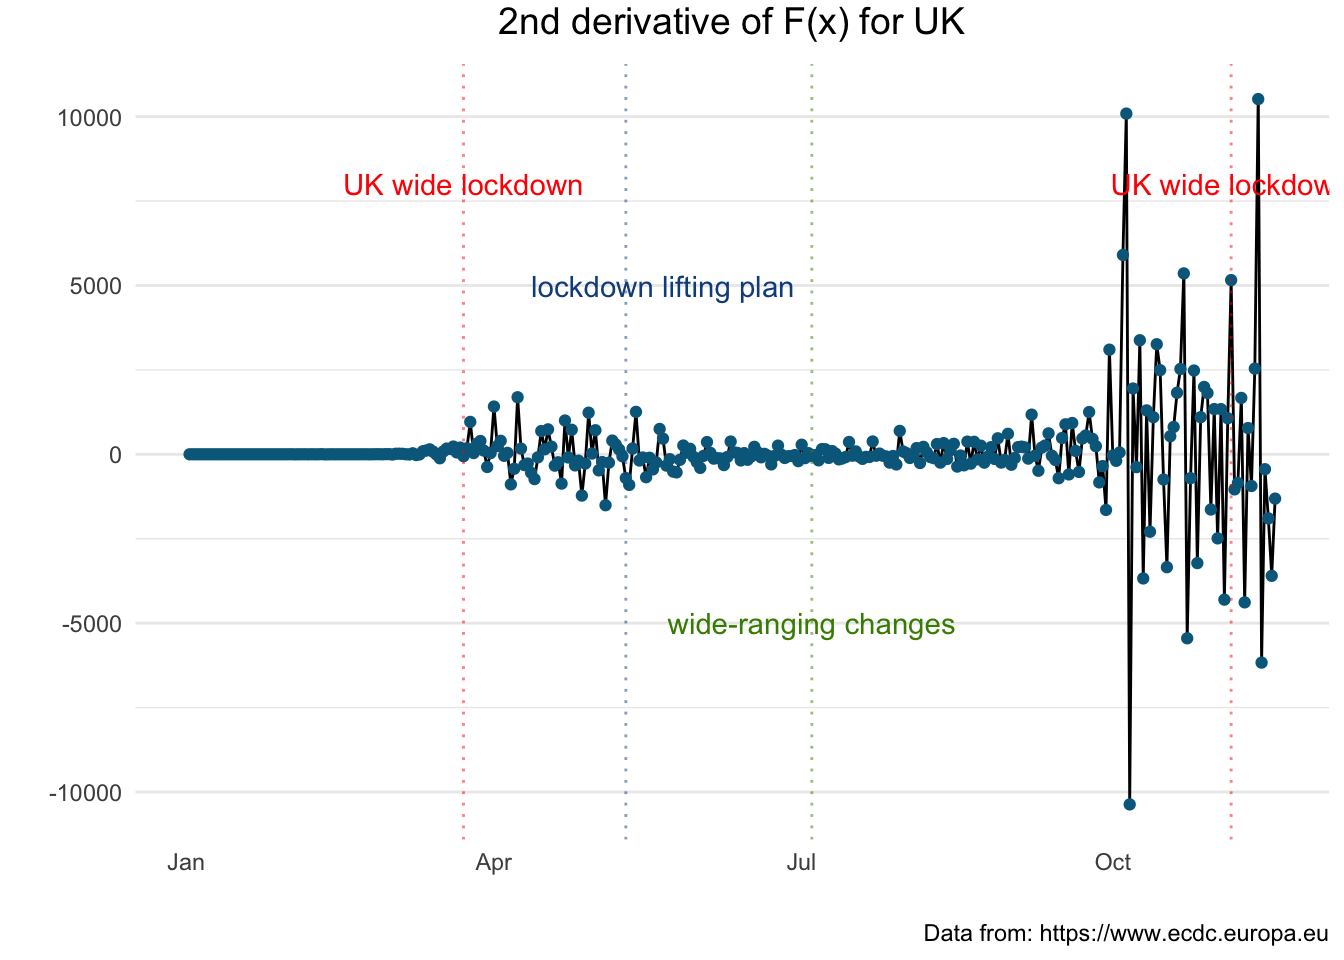 2nd derivative of F(x) for UK
10000
UK wide lockdown
UK wide lockdow
5000
lockdown lifting plan
0
-5000
wide-ranging changes
-10000
Jan
Apr
Jul
Oct
Data from: https://www.ecdc.europa.eu